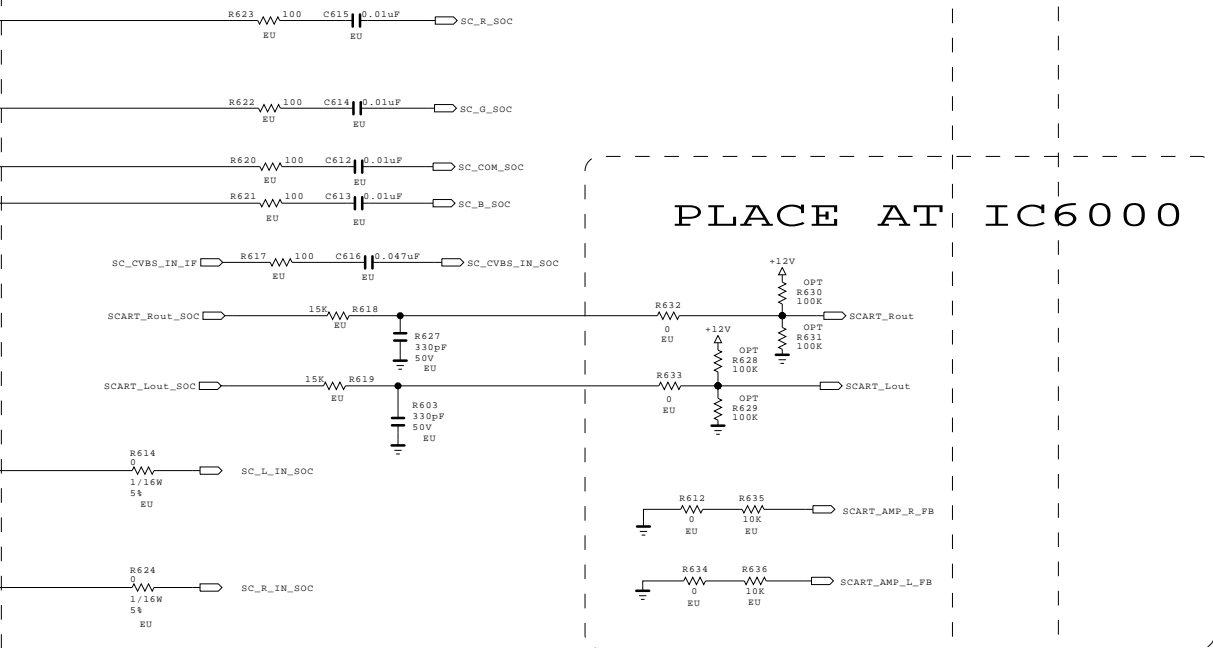 R623 100 C615 0.01uF SC_R_SOC
EU EU
R622 100 C614 0.01uF SC_G_SOC
EU EU
R620 100 C612 0.01uF SC_COM_SOC
EU EU
R621 100 C613 0.01uF SC_B_SOC
EU EU
PLACE AT IC6000
SC_CVBS_IN_IF R617 100 C616 0.047uF SC_CVBS_IN_SOC
EU EU
+12V
OPT
R630
100K
SCART_Rout_SOC 15K R618 R632 SCART_Rout
EU 0
EU
OPT
R631
100K
R627
330pF
50V
EU
+12V
OPT
R628
100K
SCART_Lout_SOC 15K R619 R633 SCART_Lout
EU 0
EU
OPT
R629
100K
R603
330pF
50V
EU
R614
0
SC_L_IN_SOC
1/16W
5%
EU
R612 R635 SCART_AMP_R_FB
0 10K
EU EU
R624
0
SC_R_IN_SOC
1/16W
5%
EU
R634 R636 SCART_AMP_L_FB
0 10K
EU EU